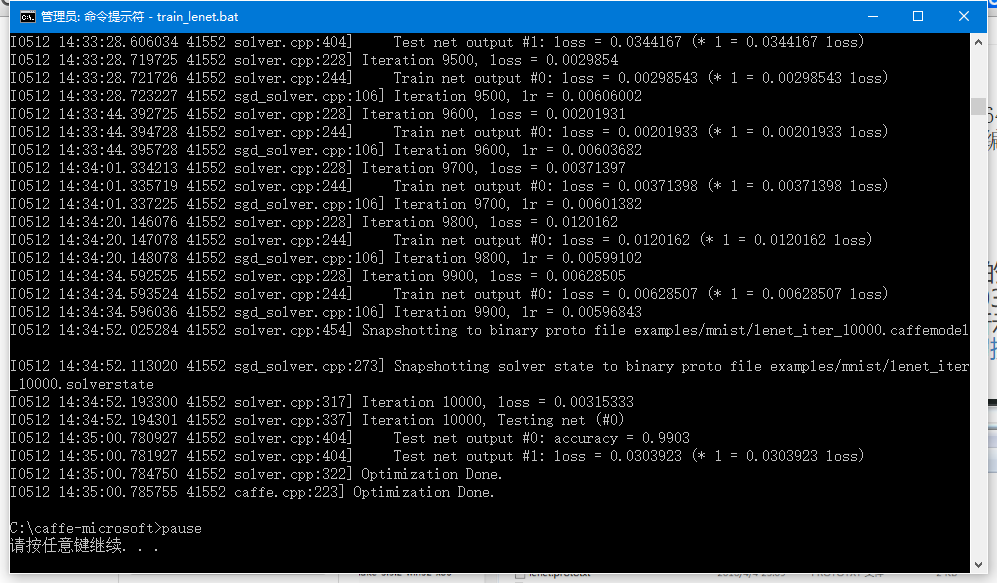 管理员: 命令提示符 - train_lenet.bat
I0512 14:33:28.606034 41552 solver.cpp:404]     Test net output #1: loss = 0.0344167 (* 1 = 0.0344167 loss)
I0512 14:33:28.719725 41552 solver.cpp:228] Iteration 9500, loss = 0.0029854
I0512 14:33:28.721726 41552 solver.cpp:244]     Train net output #0: loss = 0.00298543 (* 1 = 0.00298543 loss)
I0512 14:33:28.723227 41552 sgd_solver.cpp:106] Iteration 9500, lr = 0.00606002
I0512 14:33:44.392725 41552 solver.cpp:228] Iteration 9600, loss = 0.00201931
I0512 14:33:44.394728 41552 solver.cpp:244]     Train net output #0: loss = 0.00201933 (* 1 = 0.00201933 loss)
I0512 14:33:44.395728 41552 sgd_solver.cpp:106] Iteration 9600, lr = 0.00603682
I0512 14:34:01.334213 41552 solver.cpp:228] Iteration 9700, loss = 0.00371397
I0512 14:34:01.335719 41552 solver.cpp:244]     Train net output #0: loss = 0.00371398 (* 1 = 0.00371398 loss)
I0512 14:34:01.337225 41552 sgd_solver.cpp:106] Iteration 9700, lr = 0.00601382
I0512 14:34:20.146076 41552 solver.cpp:228] Iteration 9800, loss = 0.0120162
I0512 14:34:20.147078 41552 solver.cpp:244]     Train net output #0: loss = 0.0120162 (* 1 = 0.0120162 loss)
I0512 14:34:20.148078 41552 sgd_solver.cpp:106] Iteration 9800, lr = 0.00599102
I0512 14:34:34.592525 41552 solver.cpp:228] Iteration 9900, loss = 0.00628505
I0512 14:34:34.593524 41552 solver.cpp:244]     Train net output #0: loss = 0.00628507 (* 1 = 0.00628507 loss)
I0512 14:34:34.596036 41552 sgd_solver.cpp:106] Iteration 9900, lr = 0.00596843
I0512 14:34:52.025284 41552 solver.cpp:454] Snapshotting to binary proto file examples/mnist/lenet_iter_10000.caffemodel
I0512 14:34:52.113020 41552 sgd_solver.cpp:273] Snapshotting solver state to binary proto file examples/mnist/lenet_iter
_10000.solverstate
I0512 14:34:52.193300 41552 solver.cpp:317] Iteration 10000, loss = 0.00315333
I0512 14:34:52.194301 41552 solver.cpp:337] Iteration 10000, Testing net (#0)
I0512 14:35:00.780927 41552 solver.cpp:404]     Test net output #0: accuracy = 0.9903
I0512 14:35:00.781927 41552 solver.cpp:404]     Test net output #1: loss = 0.0303923 (* 1 = 0.0303923 loss)
I0512 14:35:00.784750 41552 solver.cpp:322] Optimization Done.
I0512 14:35:00.785755 41552 caffe.cpp:223] Optimization Done.
C:\caffe-microsoft>pause
请按任意键继续. . .